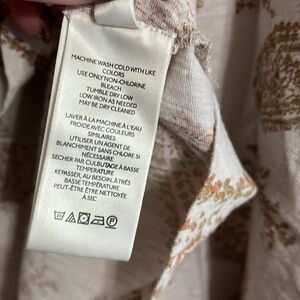 MACHINE WASH COLD WITH LIKE
COLORS
USE ONLY NON-CHLORINE
BLEACH
TUMBLE DRY LOW
LOW IRON AS NEEDED
MAY BE DRY CLEANED
LAVER À LA MACHINE À L'EAU
FROIDE AVEC COULEURS
SIMILAIRES
UTILISER UN AGENT DE
BLANCHIMENT SANS CHLORE SI
NÉCESSAIRE
SÉCHER PAR CULBUTAGE À BASSE
TEMPÉRATURE
REPASSER, AU BESOIN, À TRÈS
BASSE TEMPÉRATURE
PEUT-ÊTRE ÊTRE NETTOYÉ
À SEC